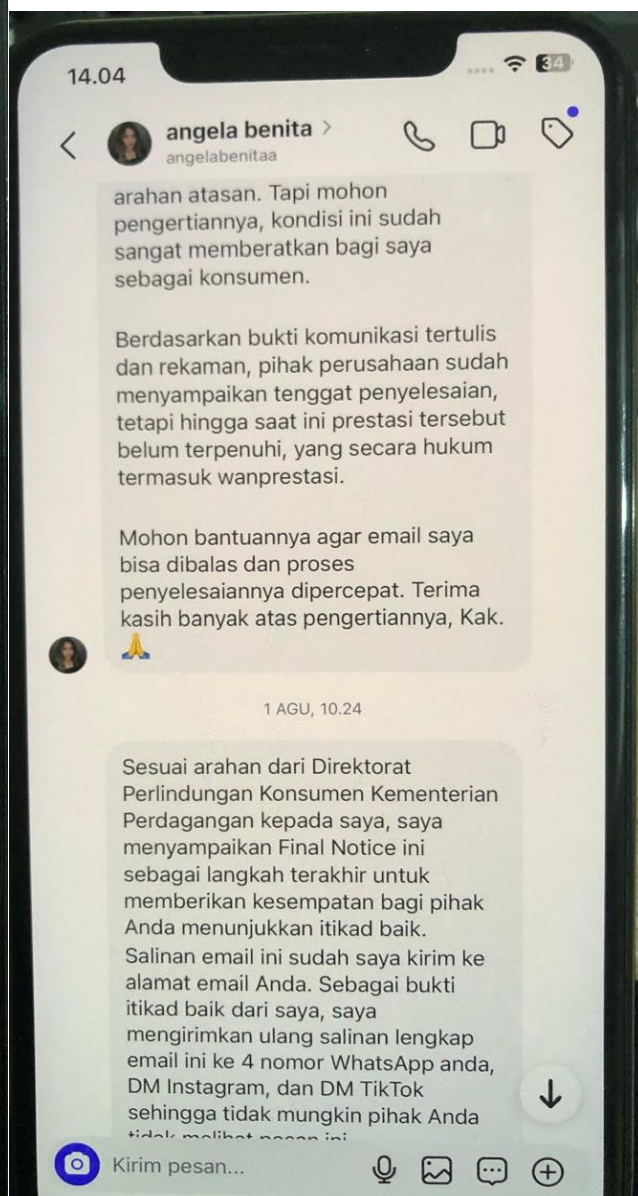 14.04
34
angela benita >
angelabenitaa
arahan atasan. Tapi mohon
pengertiannya, kondisi ini sudah
sangat memberatkan bagi saya
sebagai konsumen.
Berdasarkan bukti komunikasi tertulis
dan rekaman, pihak perusahaan sudah
menyampaikan tenggat penyelesaian,
tetapi hingga saat ini prestasi tersebut
belum terpenuhi, yang secara hukum
termasuk wanprestasi.
Mohon bantuannya agar email saya
bisa dibalas dan proses
penyelesaiannya dipercepat. Terima
kasih banyak atas pengertiannya, Kak.
🙏
1 AGU, 10.24
Sesuai arahan dari Direktorat
Perlindungan Konsumen Kementerian
Perdagangan kepada saya, saya
menyampaikan Final Notice ini
sebagai langkah terakhir untuk
memberikan kesempatan bagi pihak
Anda menunjukkan itikad baik.
Salinan email ini sudah saya kirim ke
alamat email Anda. Sebagai bukti
itikad baik dari saya, saya
mengirimkan ulang salinan lengkap
email ini ke 4 nomor WhatsApp anda,
DM Instagram, dan DM TikTok
sehingga tidak mungkin pihak Anda
tidak melihat pesan ini
Kirim pesan...